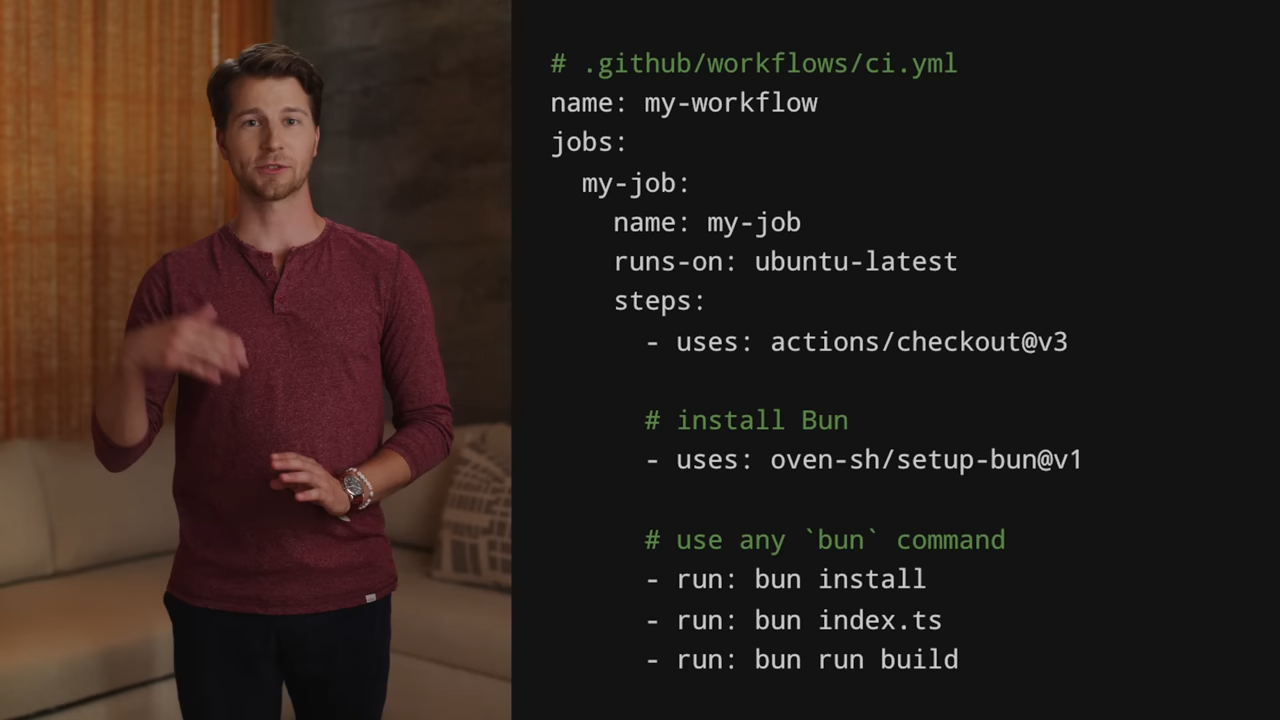 # .github/workflows/ci.yml
name: my-workflow
jobs:
  my-job:
    name: my-job
    runs-on: ubuntu-latest
    steps:
      - uses: actions/checkout@v3
      # install Bun
      - uses: oven-sh/setup-bun@v1
      # use any `bun` command
      - run: bun install
      - run: bun index.ts
      - run: bun run build